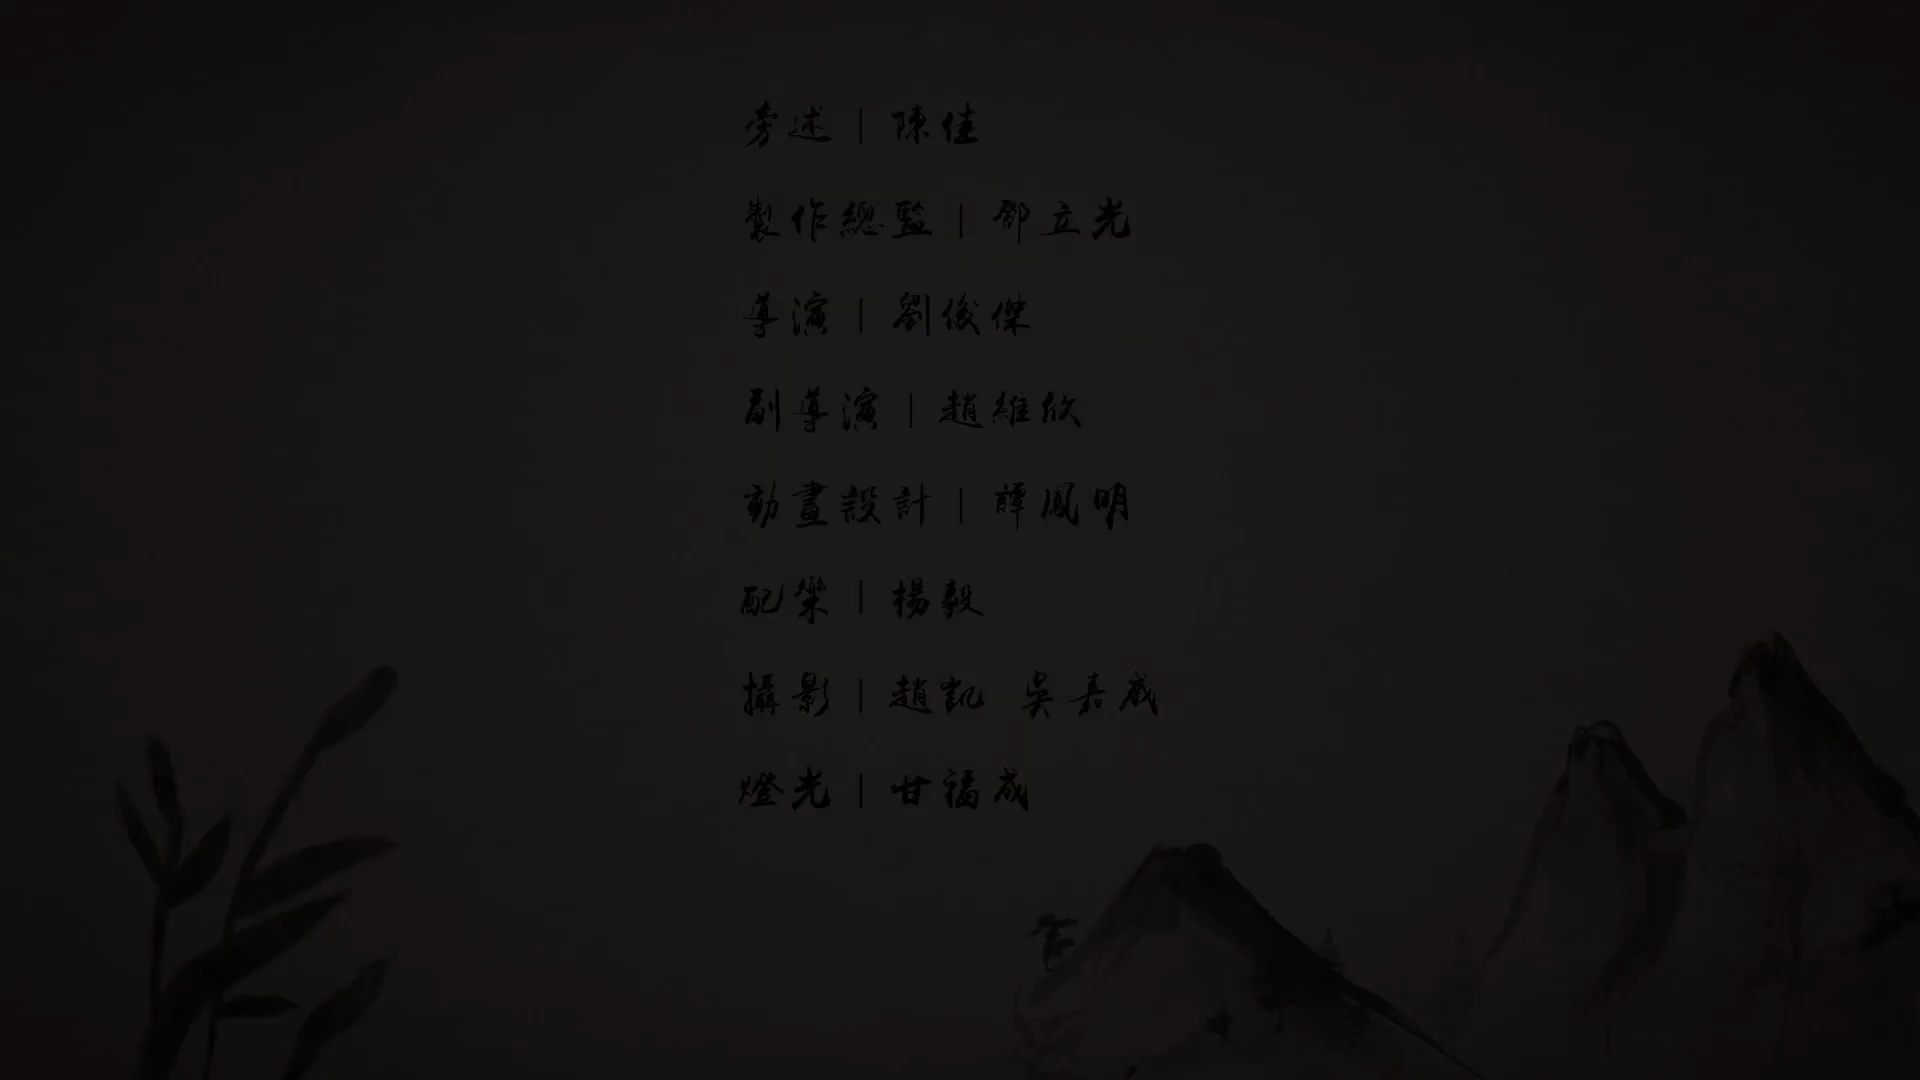 旁述 | 陳佳
製作總監 | 鄧立光
導演 | 劉俊傑
副導演 | 趙維欣
動畫設計 | 譚鳳明
配樂 | 楊毅
攝影 | 趙凱 吳嘉威
燈光 | 甘福成